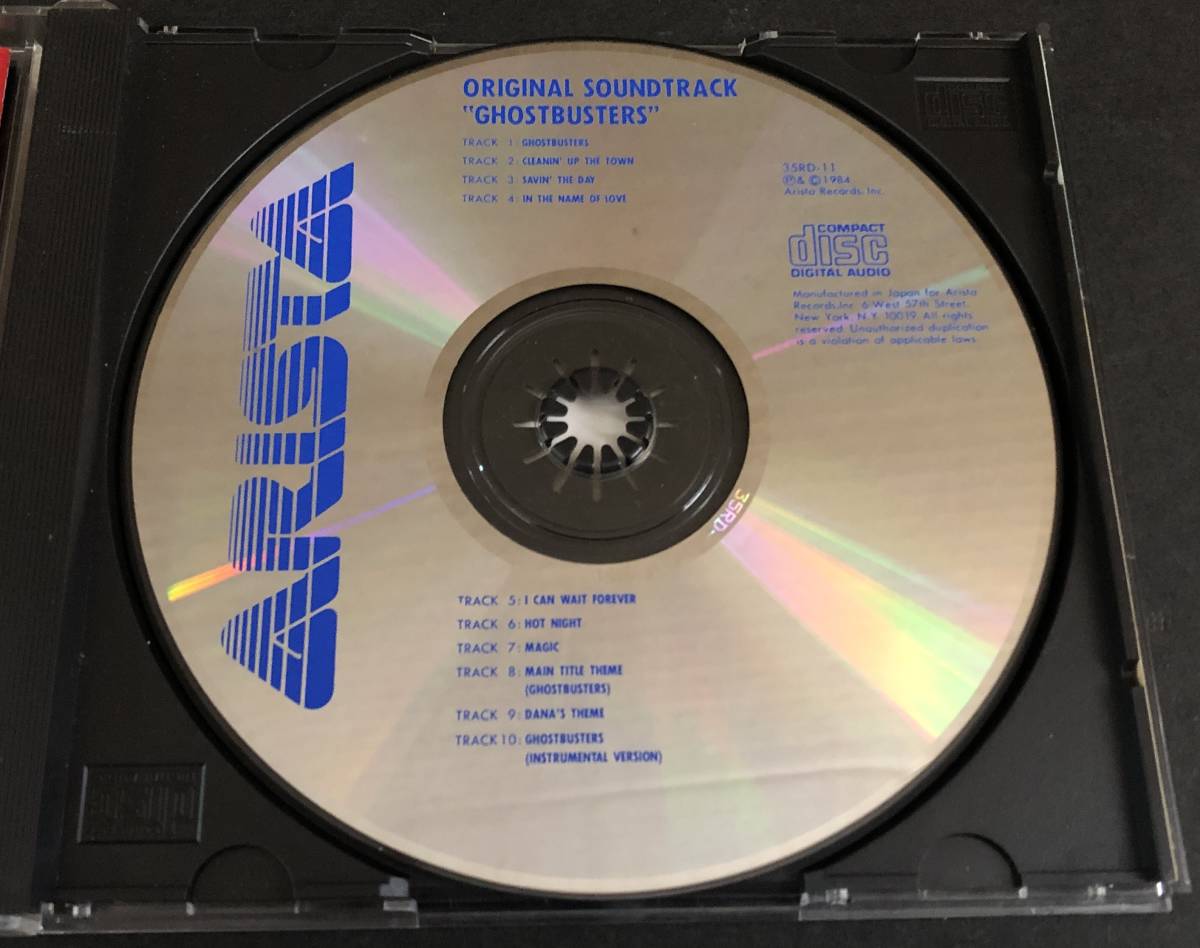 ORIGINAL SOUNDTRACK
"GHOSTBUSTERS"
TRACK 1: GHOSTBUSTERS
TRACK 2: CLEANIN' UP THE TOWN
TRACK 3: SAVIN' THE DAY
TRACK 4: IN THE NAME OF LOVE
35RD-11
℗ & © 1984
Arista Records, Inc.
COMPACT
disc
DIGITAL AUDIO
Manufactured in Japan for Arista
Records,Inc. 6 West 57th Street,
New York, N.Y. 10019. All rights
reserved. Unauthorized duplication
is a violation of applicable laws.
ARISTA
35RD-
TRACK 5: I CAN WAIT FOREVER
TRACK 6: HOT NIGHT
TRACK 7: MAGIC
TRACK 8: MAIN TITLE THEME
(GHOSTBUSTERS)
TRACK 9: DANA'S THEME
TRACK 10: GHOSTBUSTERS
(INSTRUMENTAL VERSION)
disc